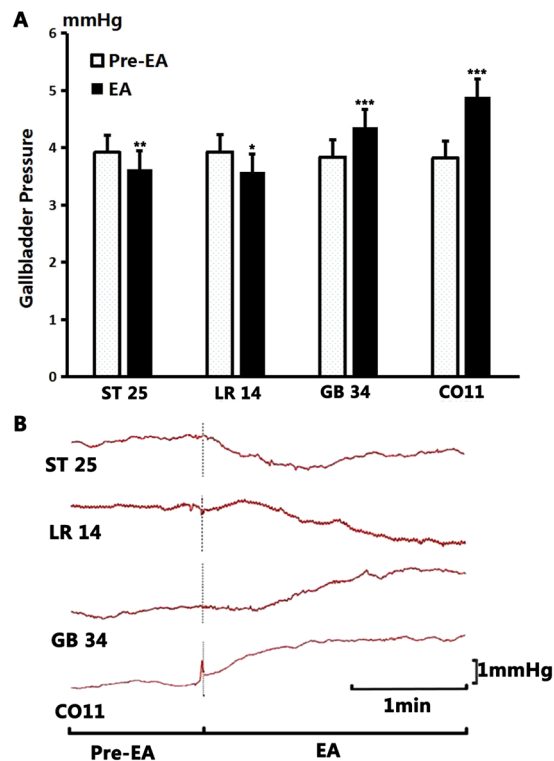 A mmHg
6
5
4
3
2
1
0
Gallbladder Pressure
Pre-EA
EA
** * *** ***
ST 25 LR 14 GB 34 CO11
B
ST 25
LR 14
GB 34
CO11
1mmHg
1min
Pre-EA EA